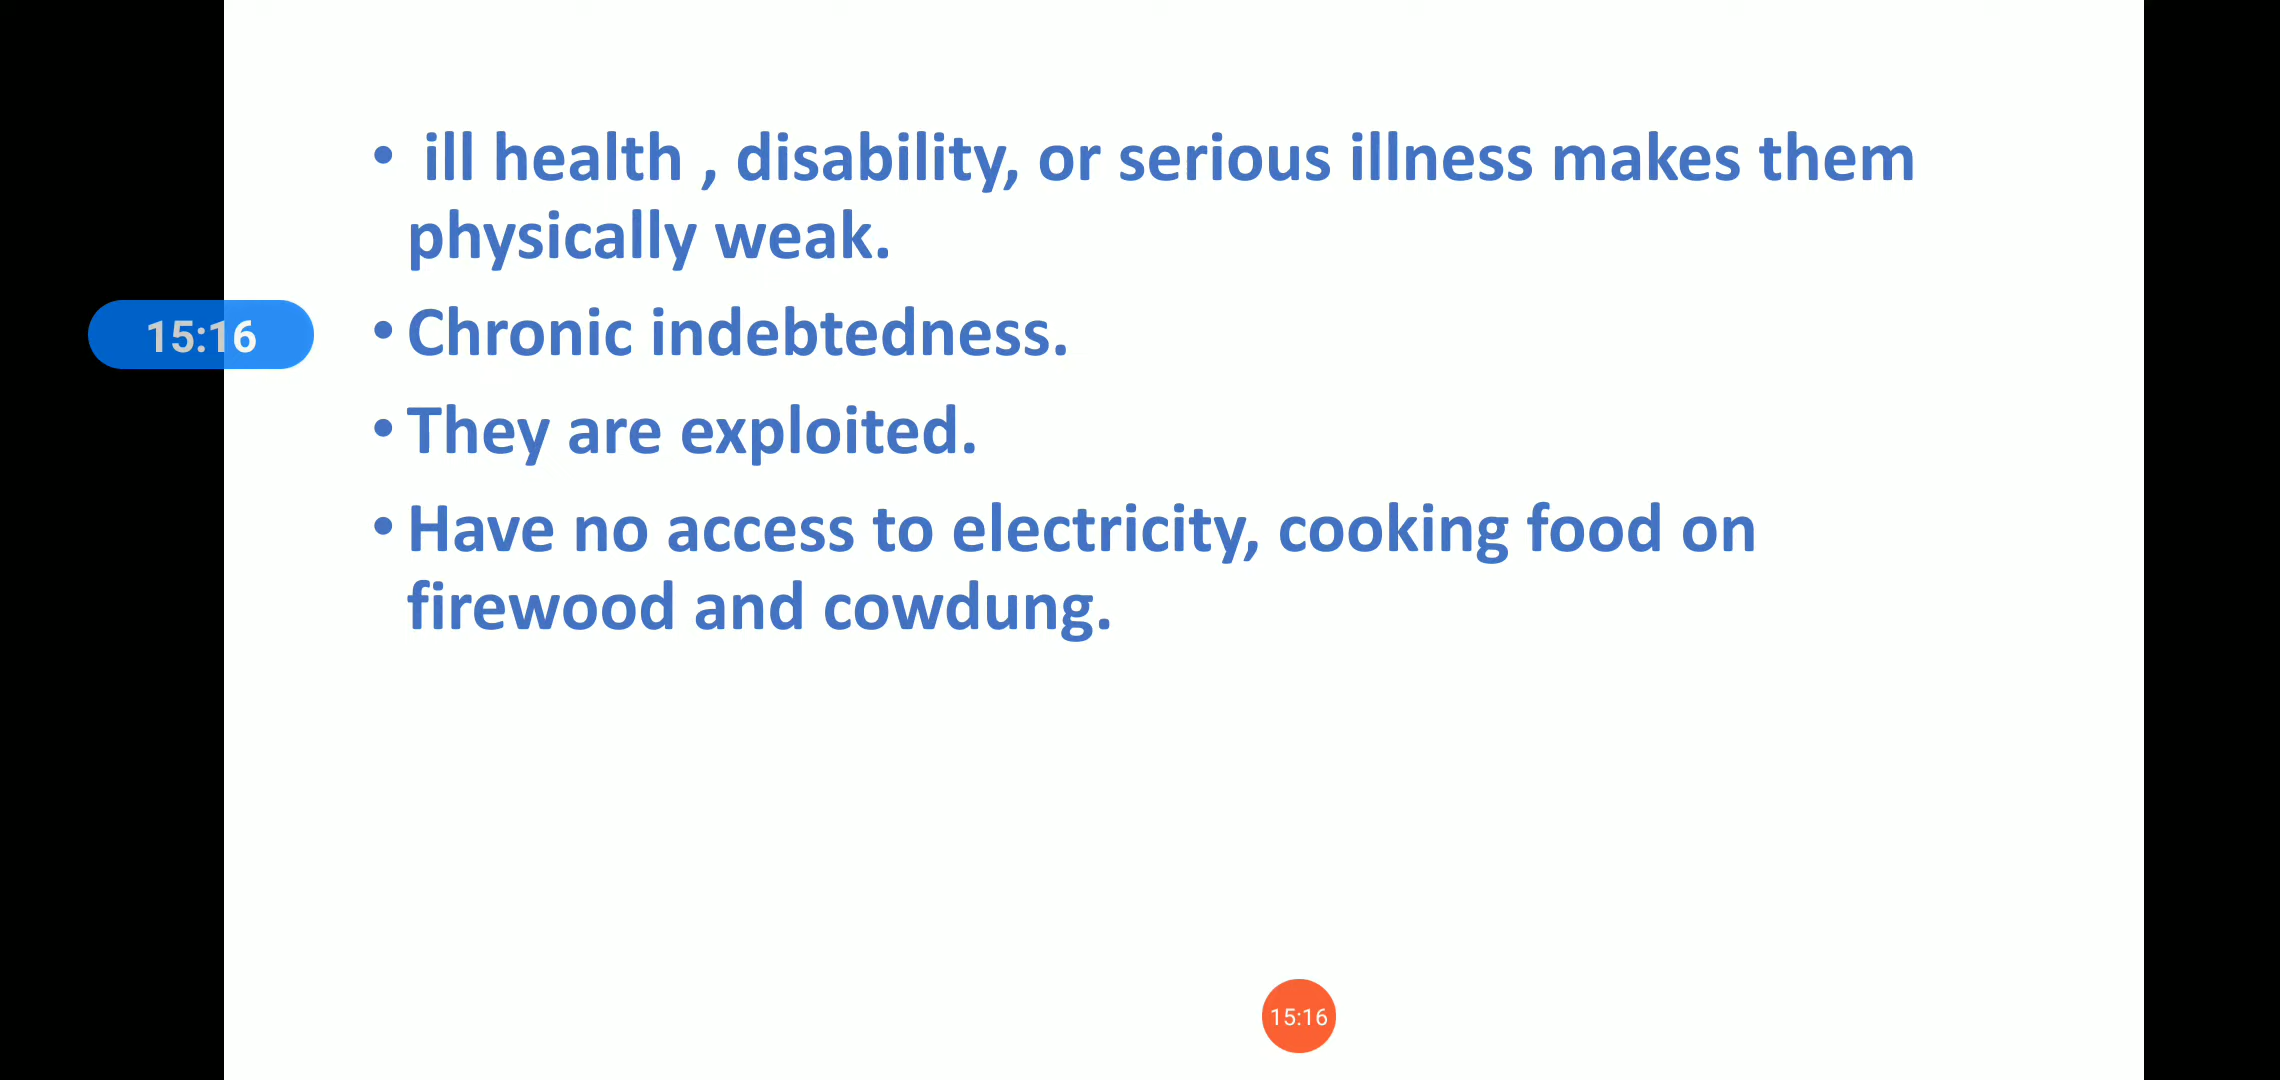 • ill health , disability, or serious illness makes them
physically weak.
15:16
• Chronic indebtedness.
• They are exploited.
• Have no access to electricity, cooking food on
firewood and cowdung.
15:16